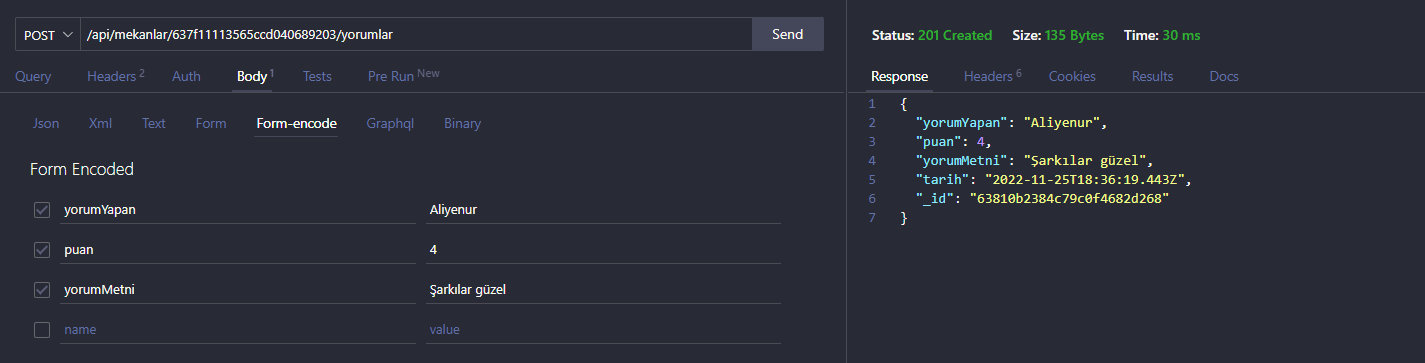 POST /api/mekanlar/637f11113565ccd040689203/yorumlar Send
Query Headers 2 Auth Body 1 Tests Pre Run New
Json Xml Text Form Form-encode Graphql Binary
Form Encoded
yorumYapan Aliyenur
puan 4
yorumMetni Şarkılar güzel
name value
Status: 201 Created Size: 135 Bytes Time: 30 ms
Response Headers 6 Cookies Results Docs
1 {
2 "yorumYapan": "Aliyenur",
3 "puan": 4,
4 "yorumMetni": "Şarkılar güzel",
5 "tarih": "2022-11-25T18:36:19.443Z",
6 "_id": "63810b2384c79c0f4682d268"
7 }